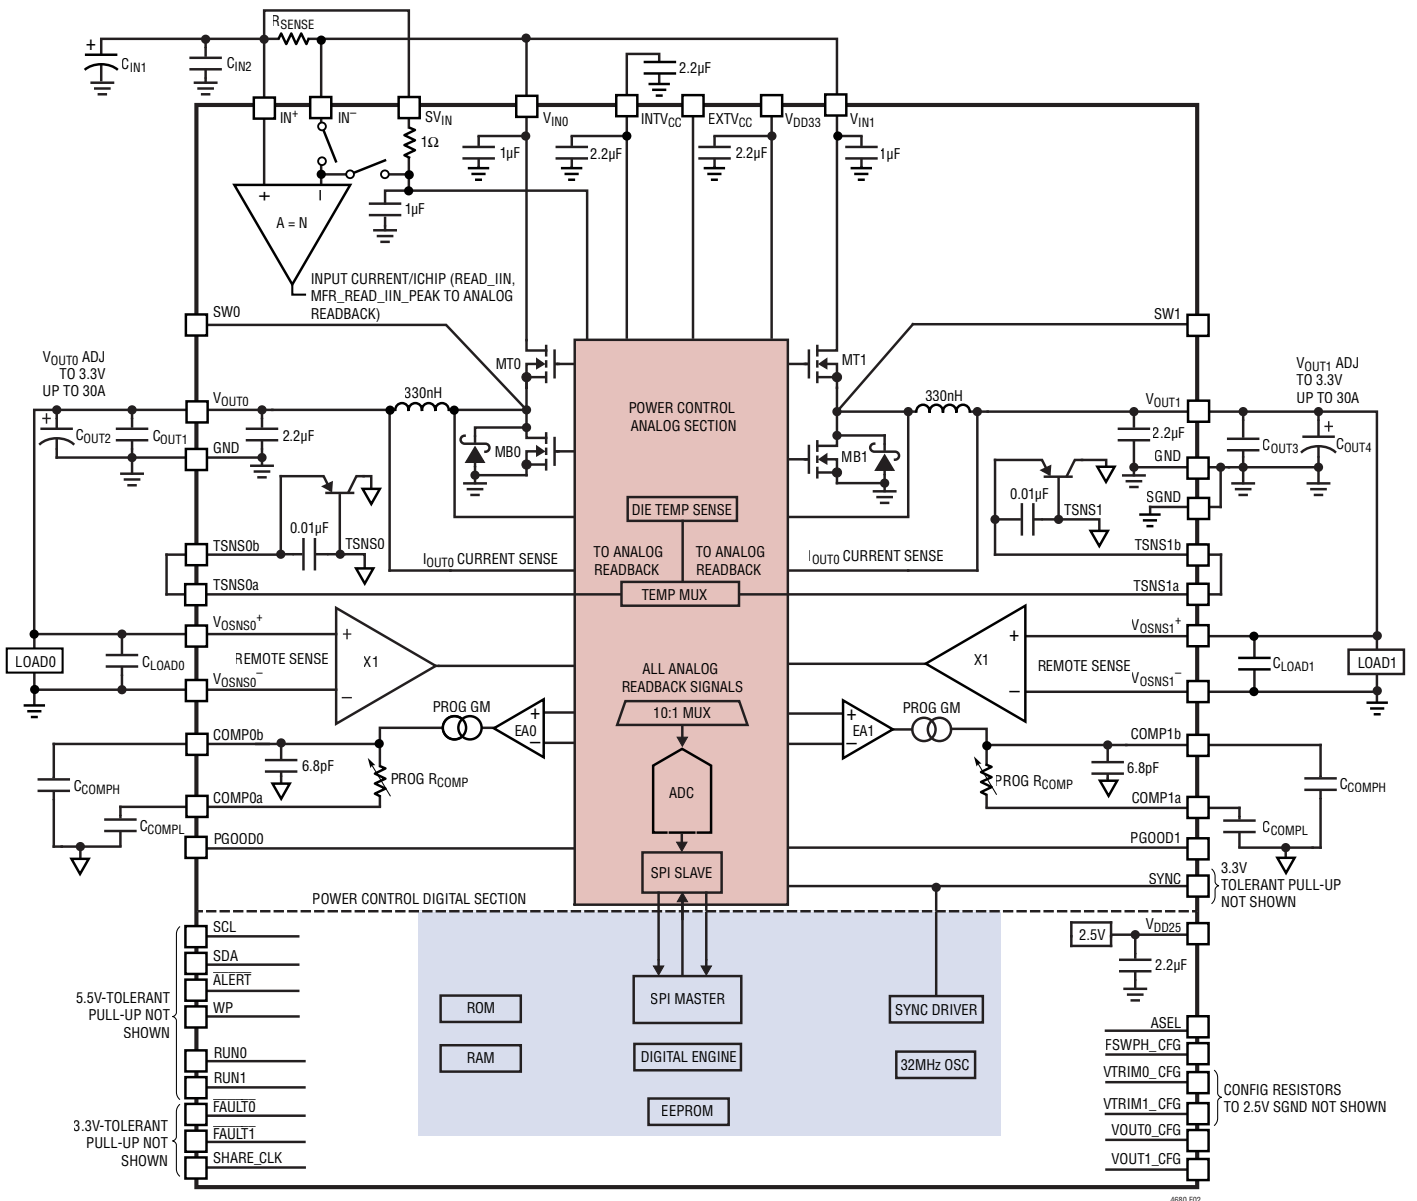 RSENSE
+
CIN1
CIN2
2.2µF
IN+
IN−
SVIN
VIN0
INTVCC
EXTVCC
VDD33
VIN1
1Ω
1µF
2.2µF
2.2µF
1µF
1µF
+
−
A = N
INPUT CURRENT/ICHIP (READ_IIN,
MFR_READ_IIN_PEAK TO ANALOG
READBACK)
SW0
SW1
VOUT0 ADJ
TO 3.3V
UP TO 30A
VOUT1 ADJ
TO 3.3V
UP TO 30A
MT0
MT1
330nH
330nH
VOUT0
VOUT1
POWER CONTROL
ANALOG SECTION
+
COUT2
COUT1
2.2µF
GND
MB0
MB1
2.2µF
GND
COUT3
+
COUT4
SGND
0.01µF
TSNS0
TSNS0b
TSNS0a
DIE TEMP SENSE
0.01µF
TSNS1
TSNS1b
TSNS1a
IOUT0 CURRENT SENSE
TO ANALOG
READBACK
TO ANALOG
READBACK
IOUT0 CURRENT SENSE
TEMP MUX
VOSNS0+
+
X1
−
REMOTE SENSE
VOSNS0−
LOAD0
CLOAD0
VOSNS1+
+
X1
−
REMOTE SENSE
VOSNS1−
CLOAD1
LOAD1
ALL ANALOG
READBACK SIGNALS
10:1 MUX
PROG GM
+
EA0
−
PROG GM
+
EA1
−
COMP0b
6.8pF
PROG RCOMP
COMP0a
CCOMPH
CCOMPL
PGOOD0
COMP1b
6.8pF
PROG RCOMP
COMP1a
CCOMPH
CCOMPL
PGOOD1
ADC
SPI SLAVE
SYNC
3.3V
TOLERANT PULL-UP
NOT SHOWN
POWER CONTROL DIGITAL SECTION
SCL
SDA
ALERT
WP
RUN0
RUN1
5.5V-TOLERANT
PULL-UP NOT
SHOWN
FAULT0
FAULT1
SHARE_CLK
3.3V-TOLERANT
PULL-UP NOT
SHOWN
ROM
RAM
SPI MASTER
DIGITAL ENGINE
EEPROM
SYNC DRIVER
32MHz OSC
2.5V
VDD25
2.2µF
ASEL
FSWPH_CFG
VTRIM0_CFG
VTRIM1_CFG
VOUT0_CFG
VOUT1_CFG
CONFIG RESISTORS
TO 2.5V SGND NOT SHOWN
4680 F02